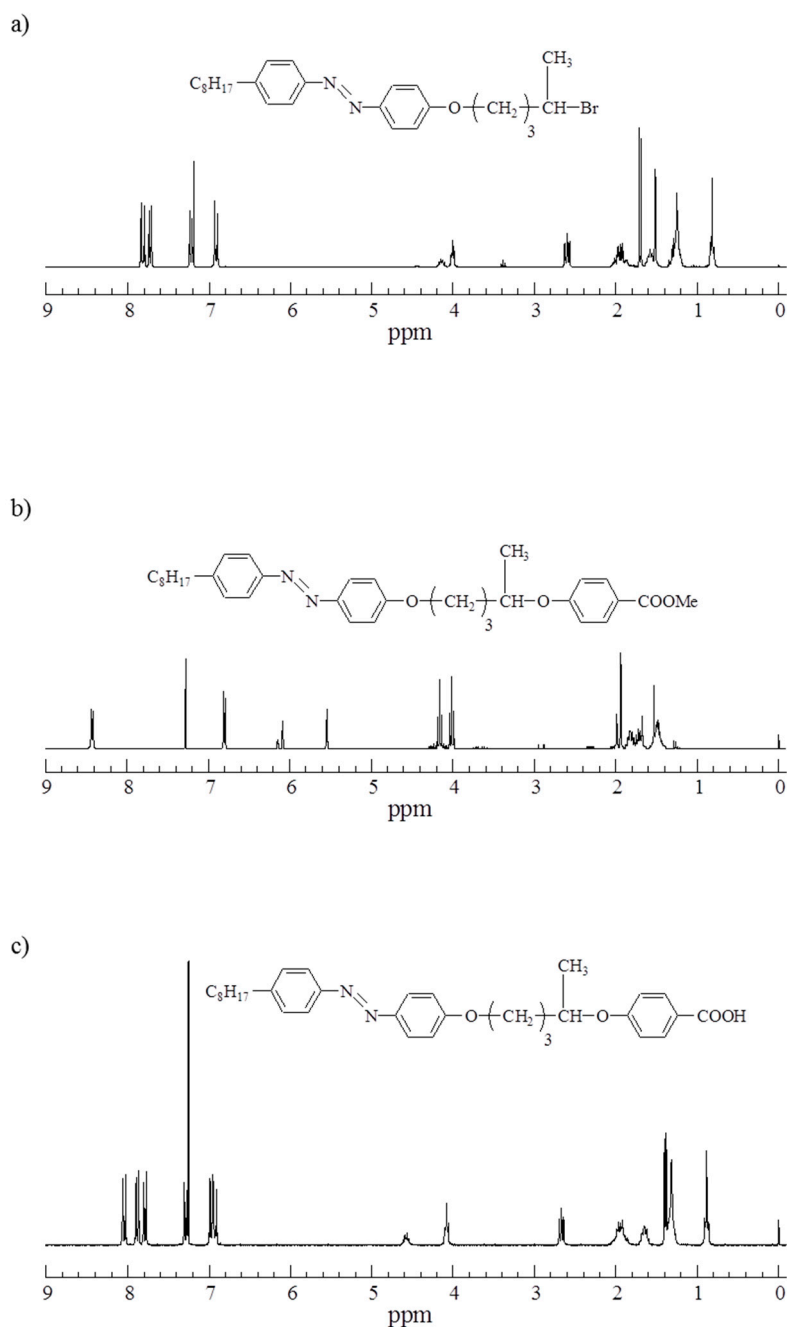 a)
CH₃
C₈H₁₇ N N O (CH₂) 3 CH Br
9 8 7 6 5 4 3 2 1 0
ppm
b)
CH₃
C₈H₁₇ N N O (CH₂) 3 CH O COOMe
9 8 7 6 5 4 3 2 1 0
ppm
c)
CH₃
C₈H₁₇ N N O (CH₂) 3 CH O COOH
9 8 7 6 5 4 3 2 1 0
ppm